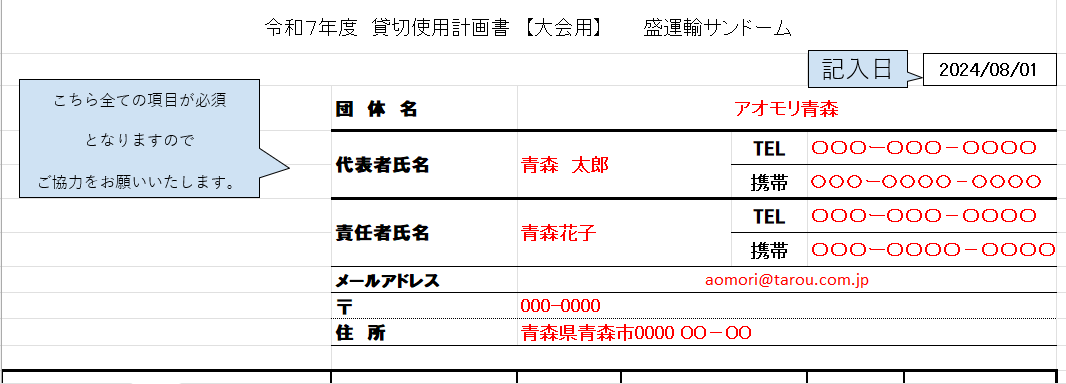 令和7年度 貸切使用計画書 【大会用】 盛運輸サンドーム
記入日 2024/08/01
こちら全ての項目が必須
となりますので
ご協力をお願いいたします。
団 体 名 アオモリ青森
代表者氏名 青森 太郎
TEL 〇〇〇ー〇〇〇-〇〇〇〇
携帯 〇〇〇ー〇〇〇〇-〇〇〇〇
責任者氏名 青森花子
TEL 〇〇〇ー〇〇〇-〇〇〇〇
携帯 〇〇〇ー〇〇〇〇-〇〇〇〇
メールアドレス aomori@tarou.com.jp
〒 000-0000
住 所 青森県青森市0000 〇〇-〇〇